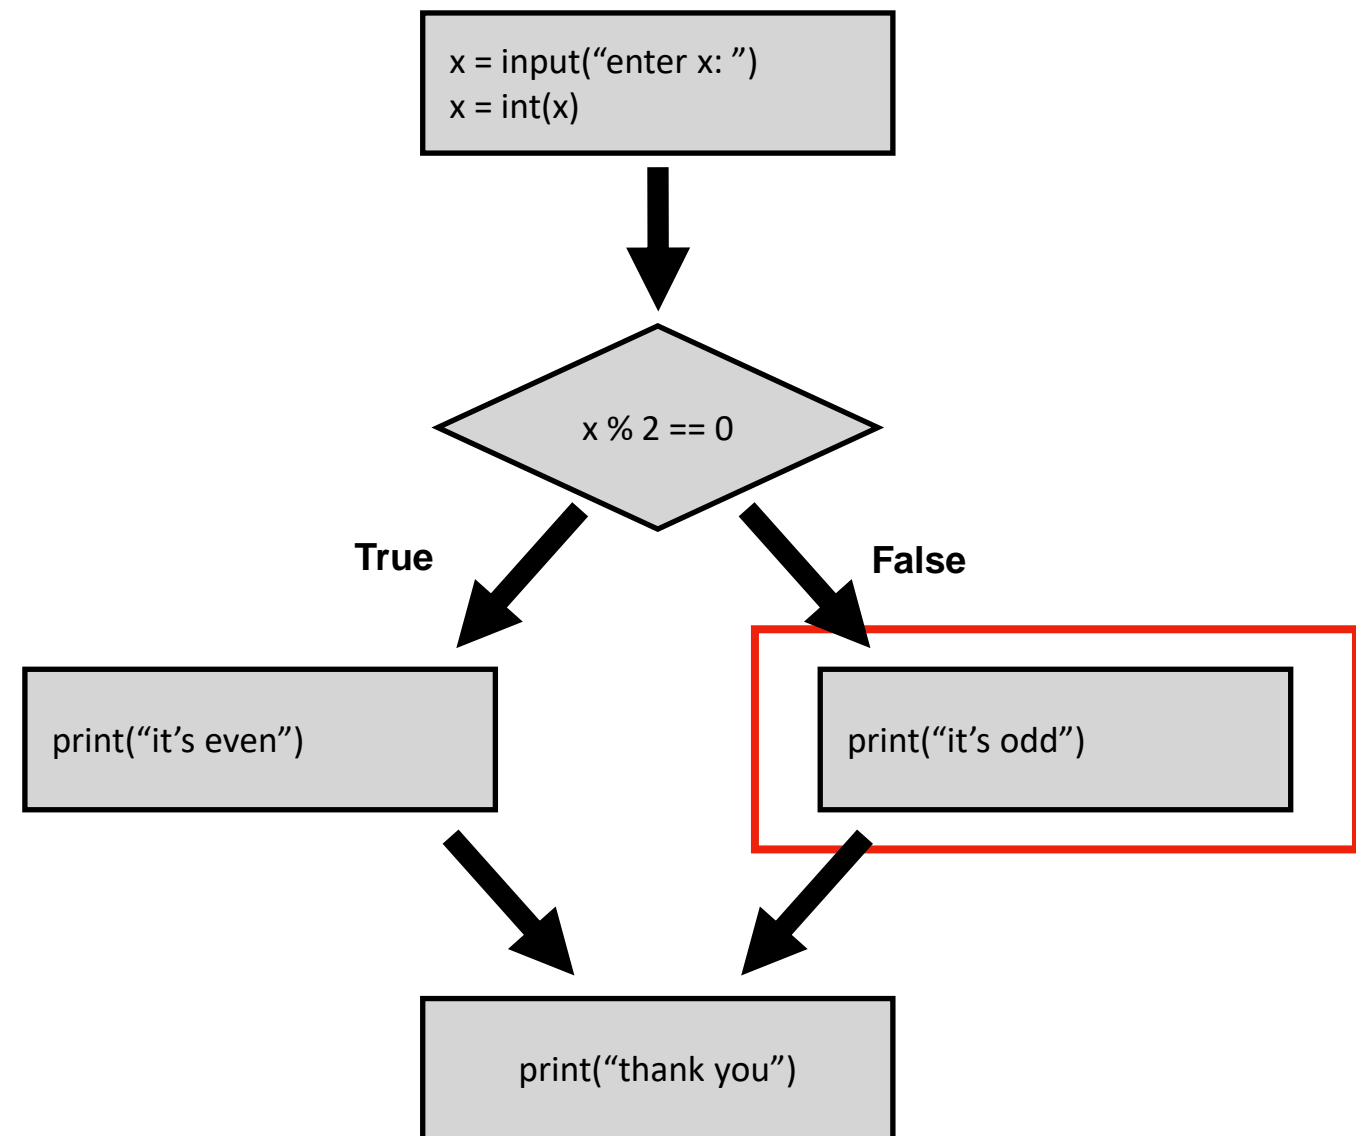 x = input(“enter x: ”)
x = int(x)
x % 2 == 0
True
False
print(“it’s even”)
print(“it’s odd”)
print(“thank you”)